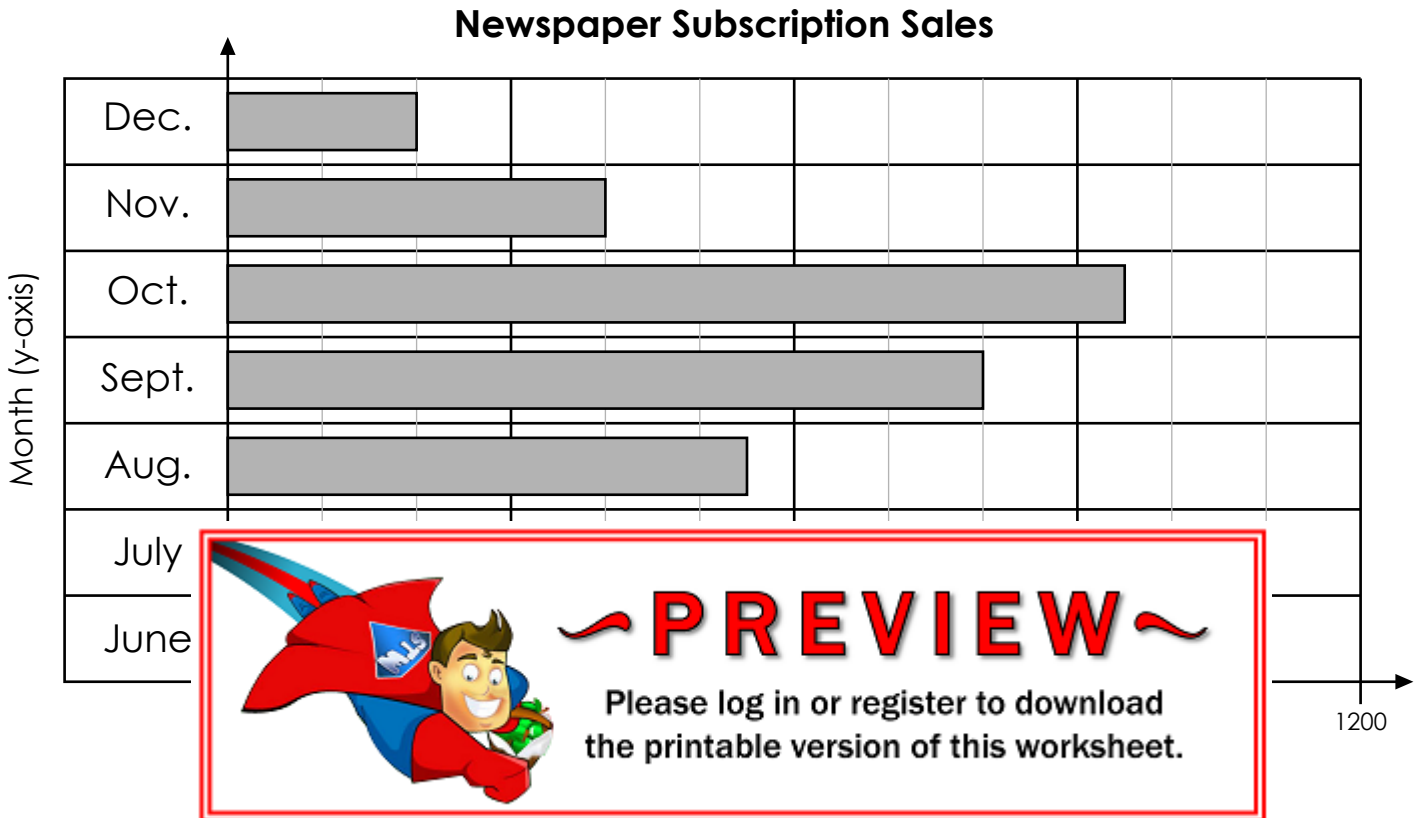 Newspaper Subscription Sales
Month (y-axis)
Dec.
Nov.
Oct.
Sept.
Aug.
July
June
1200
PREVIEW
Please log in or register to download
the printable version of this worksheet.